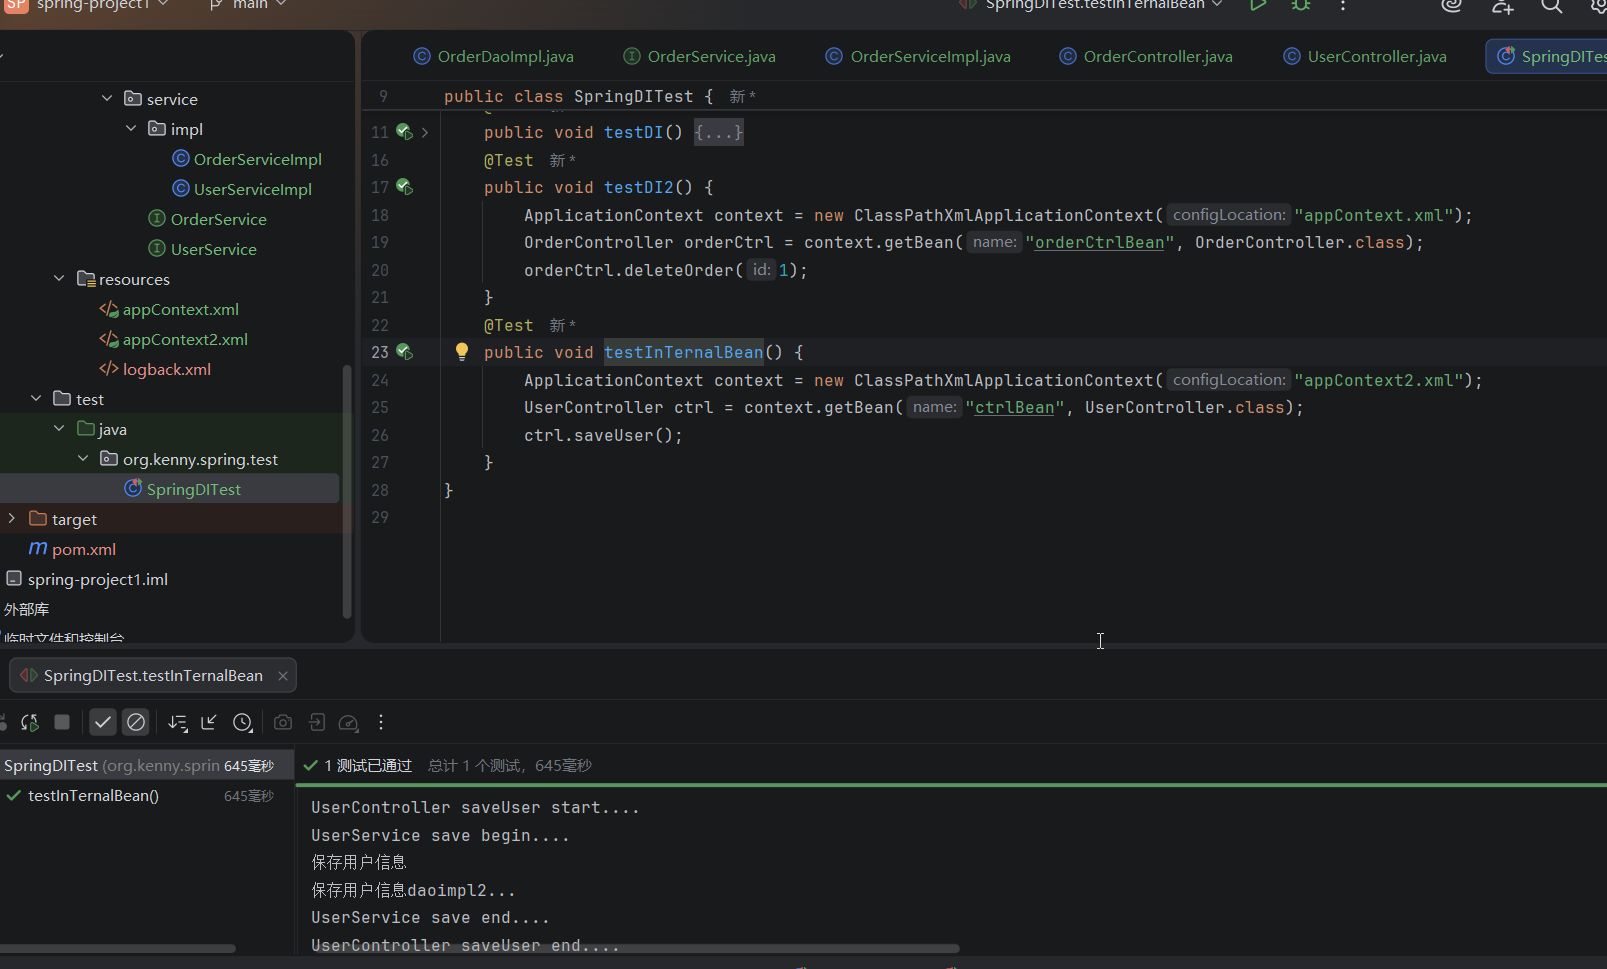 SP spring-project1 main SpringDITest.testInTernalBean
OrderDaoImpl.java OrderService.java OrderServiceImpl.java OrderController.java UserController.java SpringDITes
service
impl
OrderServiceImpl
UserServiceImpl
OrderService
UserService
resources
appContext.xml
appContext2.xml
logback.xml
test
java
org.kenny.spring.test
SpringDITest
target
pom.xml
spring-project1.iml
外部库
临时文件和控制台
9 public class SpringDITest { 新 *
11 public void testDI() {...}
16 @Test 新 *
17 public void testDI2() {
18 ApplicationContext context = new ClassPathXmlApplicationContext( configLocation: "appContext.xml");
19 OrderController orderCtrl = context.getBean( name: "orderCtrlBean", OrderController.class);
20 orderCtrl.deleteOrder( id: 1);
21 }
22 @Test 新 *
23 public void testInTernalBean() {
24 ApplicationContext context = new ClassPathXmlApplicationContext( configLocation: "appContext2.xml");
25 UserController ctrl = context.getBean( name: "ctrlBean", UserController.class);
26 ctrl.saveUser();
27 }
28 }
29
SpringDITest.testInTernalBean
SpringDITest (org.kenny.sprin 645毫秒
testInTernalBean() 645毫秒
1 测试已通过 总计 1 个测试，645毫秒
UserController saveUser start....
UserService save begin....
保存用户信息
保存用户信息daoimpl2...
UserService save end....
UserController saveUser end....